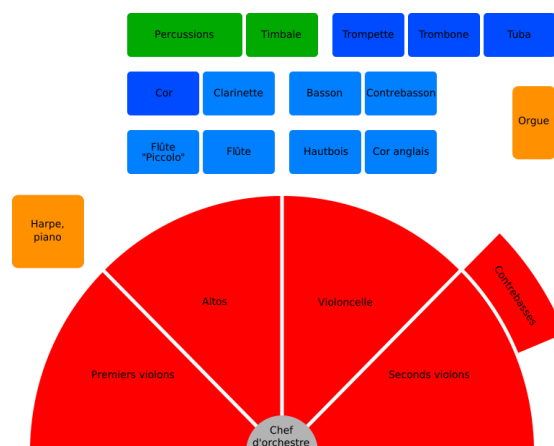 Percussions
Timbale
Trompette
Trombone
Tuba
Cor
Clarinette
Basson
Contrebasson
Orgue
Flûte
"Piccolo"
Flûte
Hautbois
Cor anglais
Harpe,
piano
Altos
Violoncelle
Contrebasses
Premiers violons
Seconds violons
Chef
d'orchestre